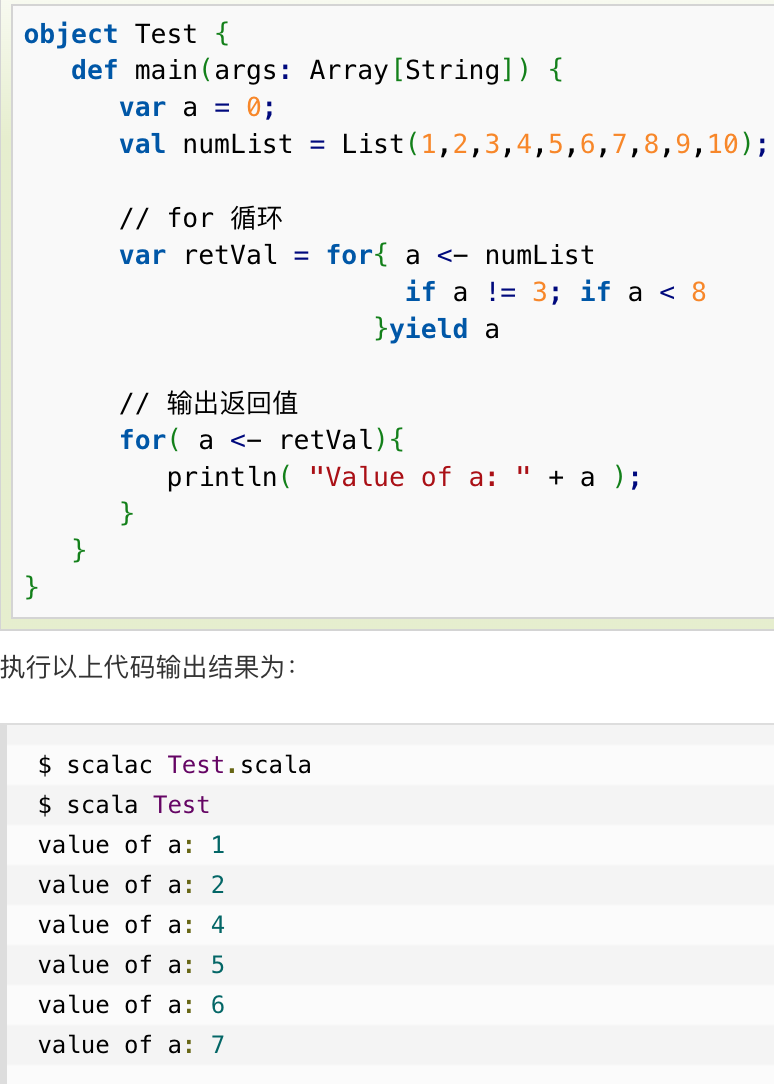 object Test {
   def main(args: Array[String]) {
      var a = 0;
      val numList = List(1,2,3,4,5,6,7,8,9,10);

      // for 循环
      var retVal = for{ a <- numList
                        if a != 3; if a < 8
                      }yield a

      // 输出返回值
      for( a <- retVal){
         println( "Value of a: " + a );
      }
   }
}
执行以上代码输出结果为：
$ scalac Test.scala
$ scala Test
value of a: 1
value of a: 2
value of a: 4
value of a: 5
value of a: 6
value of a: 7